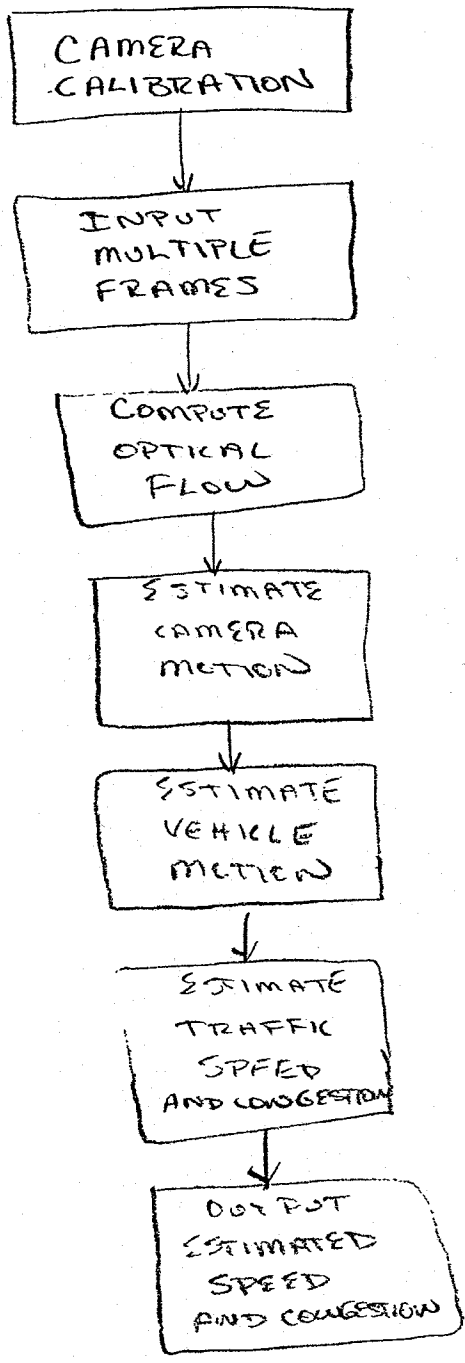 CAMERA
CALIBRATION
INPUT
MULTIPLE
FRAMES
COMPUTE
OPTICAL
FLOW
ESTIMATE
CAMERA
MOTION
ESTIMATE
VEHICLE
MOTION
ESTIMATE
TRAFFIC
SPEED
AND CONGESTION
OUTPUT
ESTIMATED
SPEED
AND CONGESTION